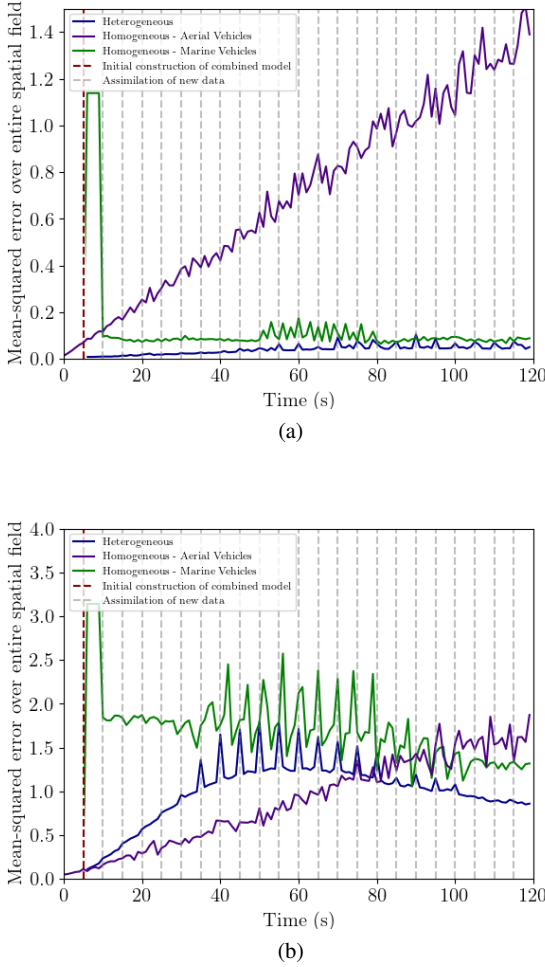 Mean-squared error over entire spatial field
1.4
1.2
1.0
0.8
0.6
0.4
0.2
0.0
Heterogeneous
Homogeneous - Aerial Vehicles
Homogeneous - Marine Vehicles
Initial construction of combined model
Assimilation of new data
0 20 40 60 80 100 120
Time (s)
(a)
Mean-squared error over entire spatial field
4.0
3.5
3.0
2.5
2.0
1.5
1.0
0.5
0.0
Heterogeneous
Homogeneous - Aerial Vehicles
Homogeneous - Marine Vehicles
Initial construction of combined model
Assimilation of new data
0 20 40 60 80 100 120
Time (s)
(b)